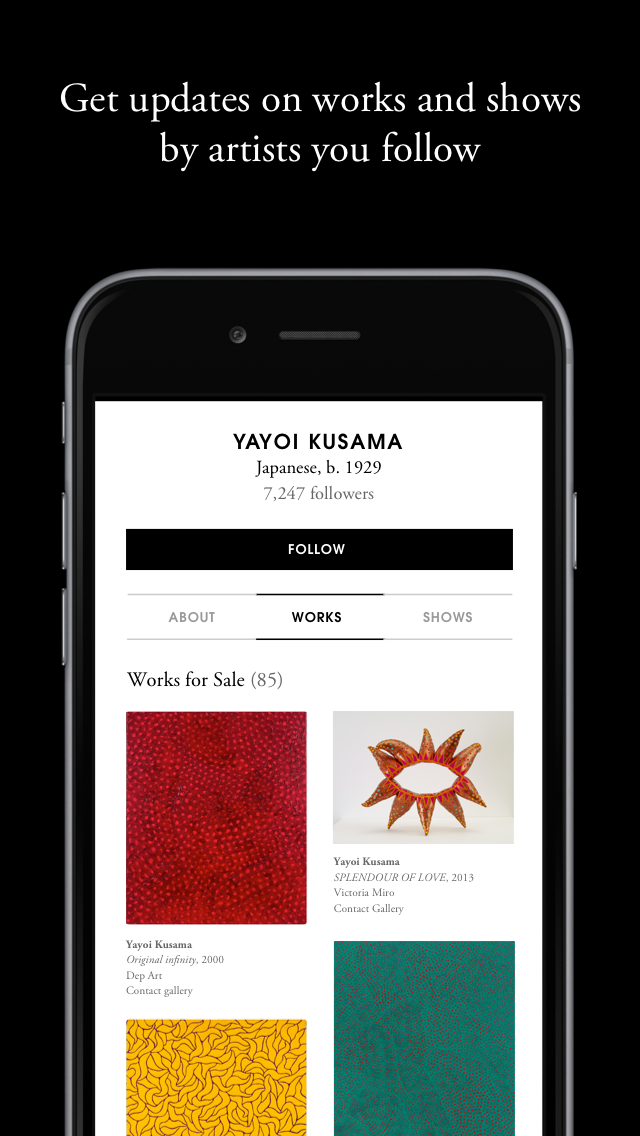 Get updates on works and shows
by artists you follow
YAYOI KUSAMA
Japanese, b. 1929
7,247 followers
FOLLOW
ABOUT WORKS SHOWS
Works for Sale (85)
Yayoi Kusama
SPLENDOUR OF LOVE, 2013
Victoria Miro
Contact Gallery
Yayoi Kusama
Original infinity, 2000
Dep Art
Contact gallery